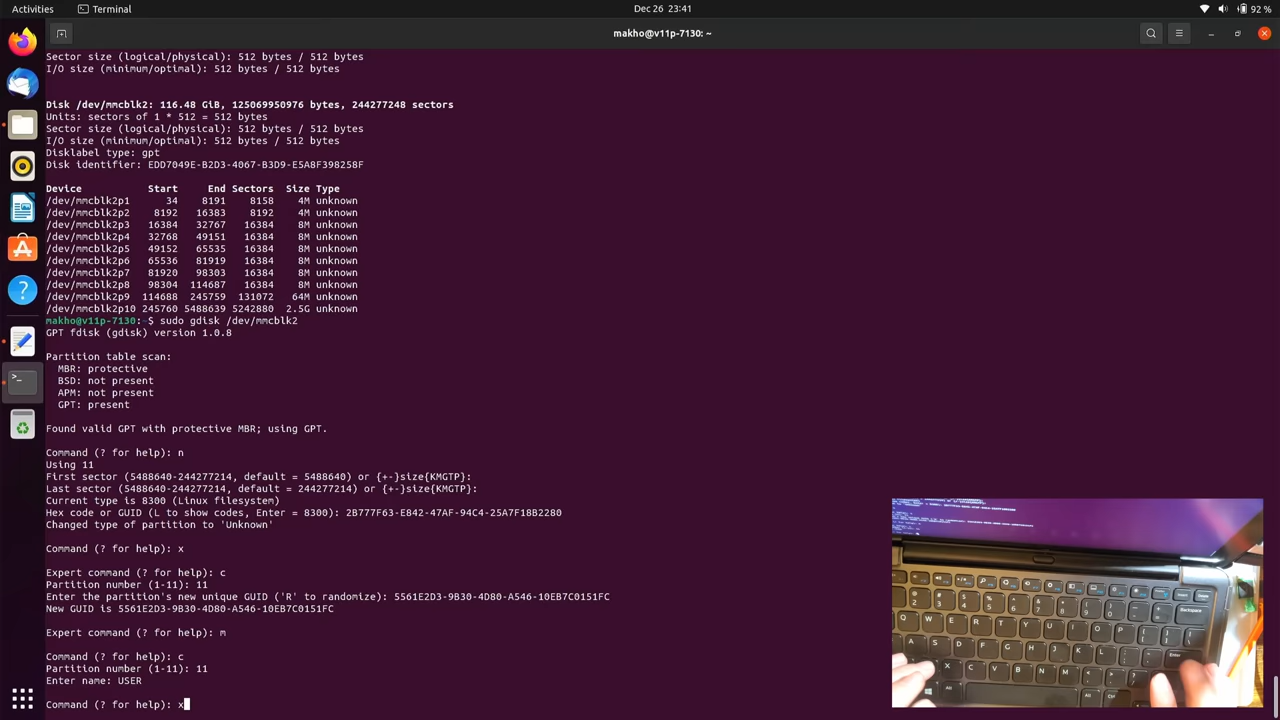 Activities
Terminal
Dec 26 23:41
92 %
makho@v11p-7130: ~
Sector size (logical/physical): 512 bytes / 512 bytes
I/O size (minimum/optimal): 512 bytes / 512 bytes
Disk /dev/mmcblk2: 116.48 GiB, 125069950976 bytes, 244277248 sectors
Units: sectors of 1 * 512 = 512 bytes
Sector size (logical/physical): 512 bytes / 512 bytes
I/O size (minimum/optimal): 512 bytes / 512 bytes
Disklabel type: gpt
Disk identifier: EDD7049E-B2D3-4067-B3D9-E5A8F398258F
Device Start End Sectors Size Type
/dev/mmcblk2p1 34 8191 8158 4M unknown
/dev/mmcblk2p2 8192 16383 8192 4M unknown
/dev/mmcblk2p3 16384 32767 16384 8M unknown
/dev/mmcblk2p4 32768 49151 16384 8M unknown
/dev/mmcblk2p5 49152 65535 16384 8M unknown
/dev/mmcblk2p6 65536 81919 16384 8M unknown
/dev/mmcblk2p7 81920 98303 16384 8M unknown
/dev/mmcblk2p8 98304 114687 16384 8M unknown
/dev/mmcblk2p9 114688 245759 131072 64M unknown
/dev/mmcblk2p10 245760 5488639 5242880 2.5G unknown
makho@v11p-7130:~$ sudo gdisk /dev/mmcblk2
GPT fdisk (gdisk) version 1.0.8
Partition table scan:
MBR: protective
BSD: not present
APM: not present
GPT: present
Found valid GPT with protective MBR; using GPT.
Command (? for help): n
Using 11
First sector (5488640-244277214, default = 5488640) or {+-}size{KMGTP}:
Last sector (5488640-244277214, default = 244277214) or {+-}size{KMGTP}:
Current type is 8300 (Linux filesystem)
Hex code or GUID (L to show codes, Enter = 8300): 2B777F63-E842-47AF-94C4-25A7F18B2280
Changed type of partition to 'Unknown'
Command (? for help): x
Expert command (? for help): c
Partition number (1-11): 11
Enter the partition's new unique GUID ('R' to randomize): 5561E2D3-9B30-4D80-A546-10EB7C0151FC
New GUID is 5561E2D3-9B30-4D80-A546-10EB7C0151FC
Expert command (? for help): m
Command (? for help): c
Partition number (1-11): 11
Enter name: USER
Command (? for help): x